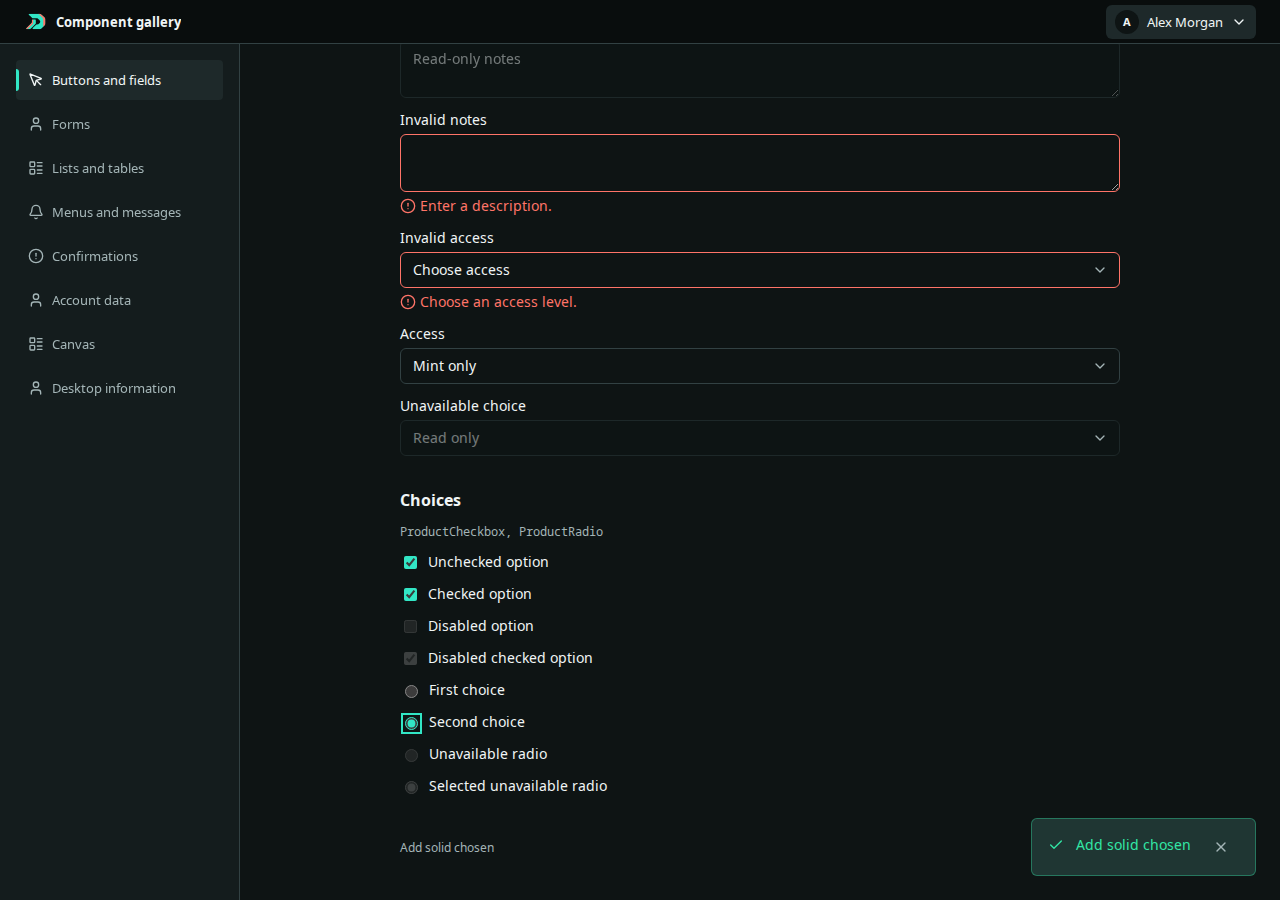 Component gallery
A
Alex Morgan
Buttons and fields
Forms
Lists and tables
Menus and messages
Confirmations
Account data
Canvas
Desktop information
Read-only notes
Invalid notes
Enter a description.
Invalid access
Choose access
Choose an access level.
Access
Mint only
Unavailable choice
Read only
Choices
ProductCheckbox, ProductRadio
Unchecked option
Checked option
Disabled option
Disabled checked option
First choice
Second choice
Unavailable radio
Selected unavailable radio
Add solid chosen
Add solid chosen